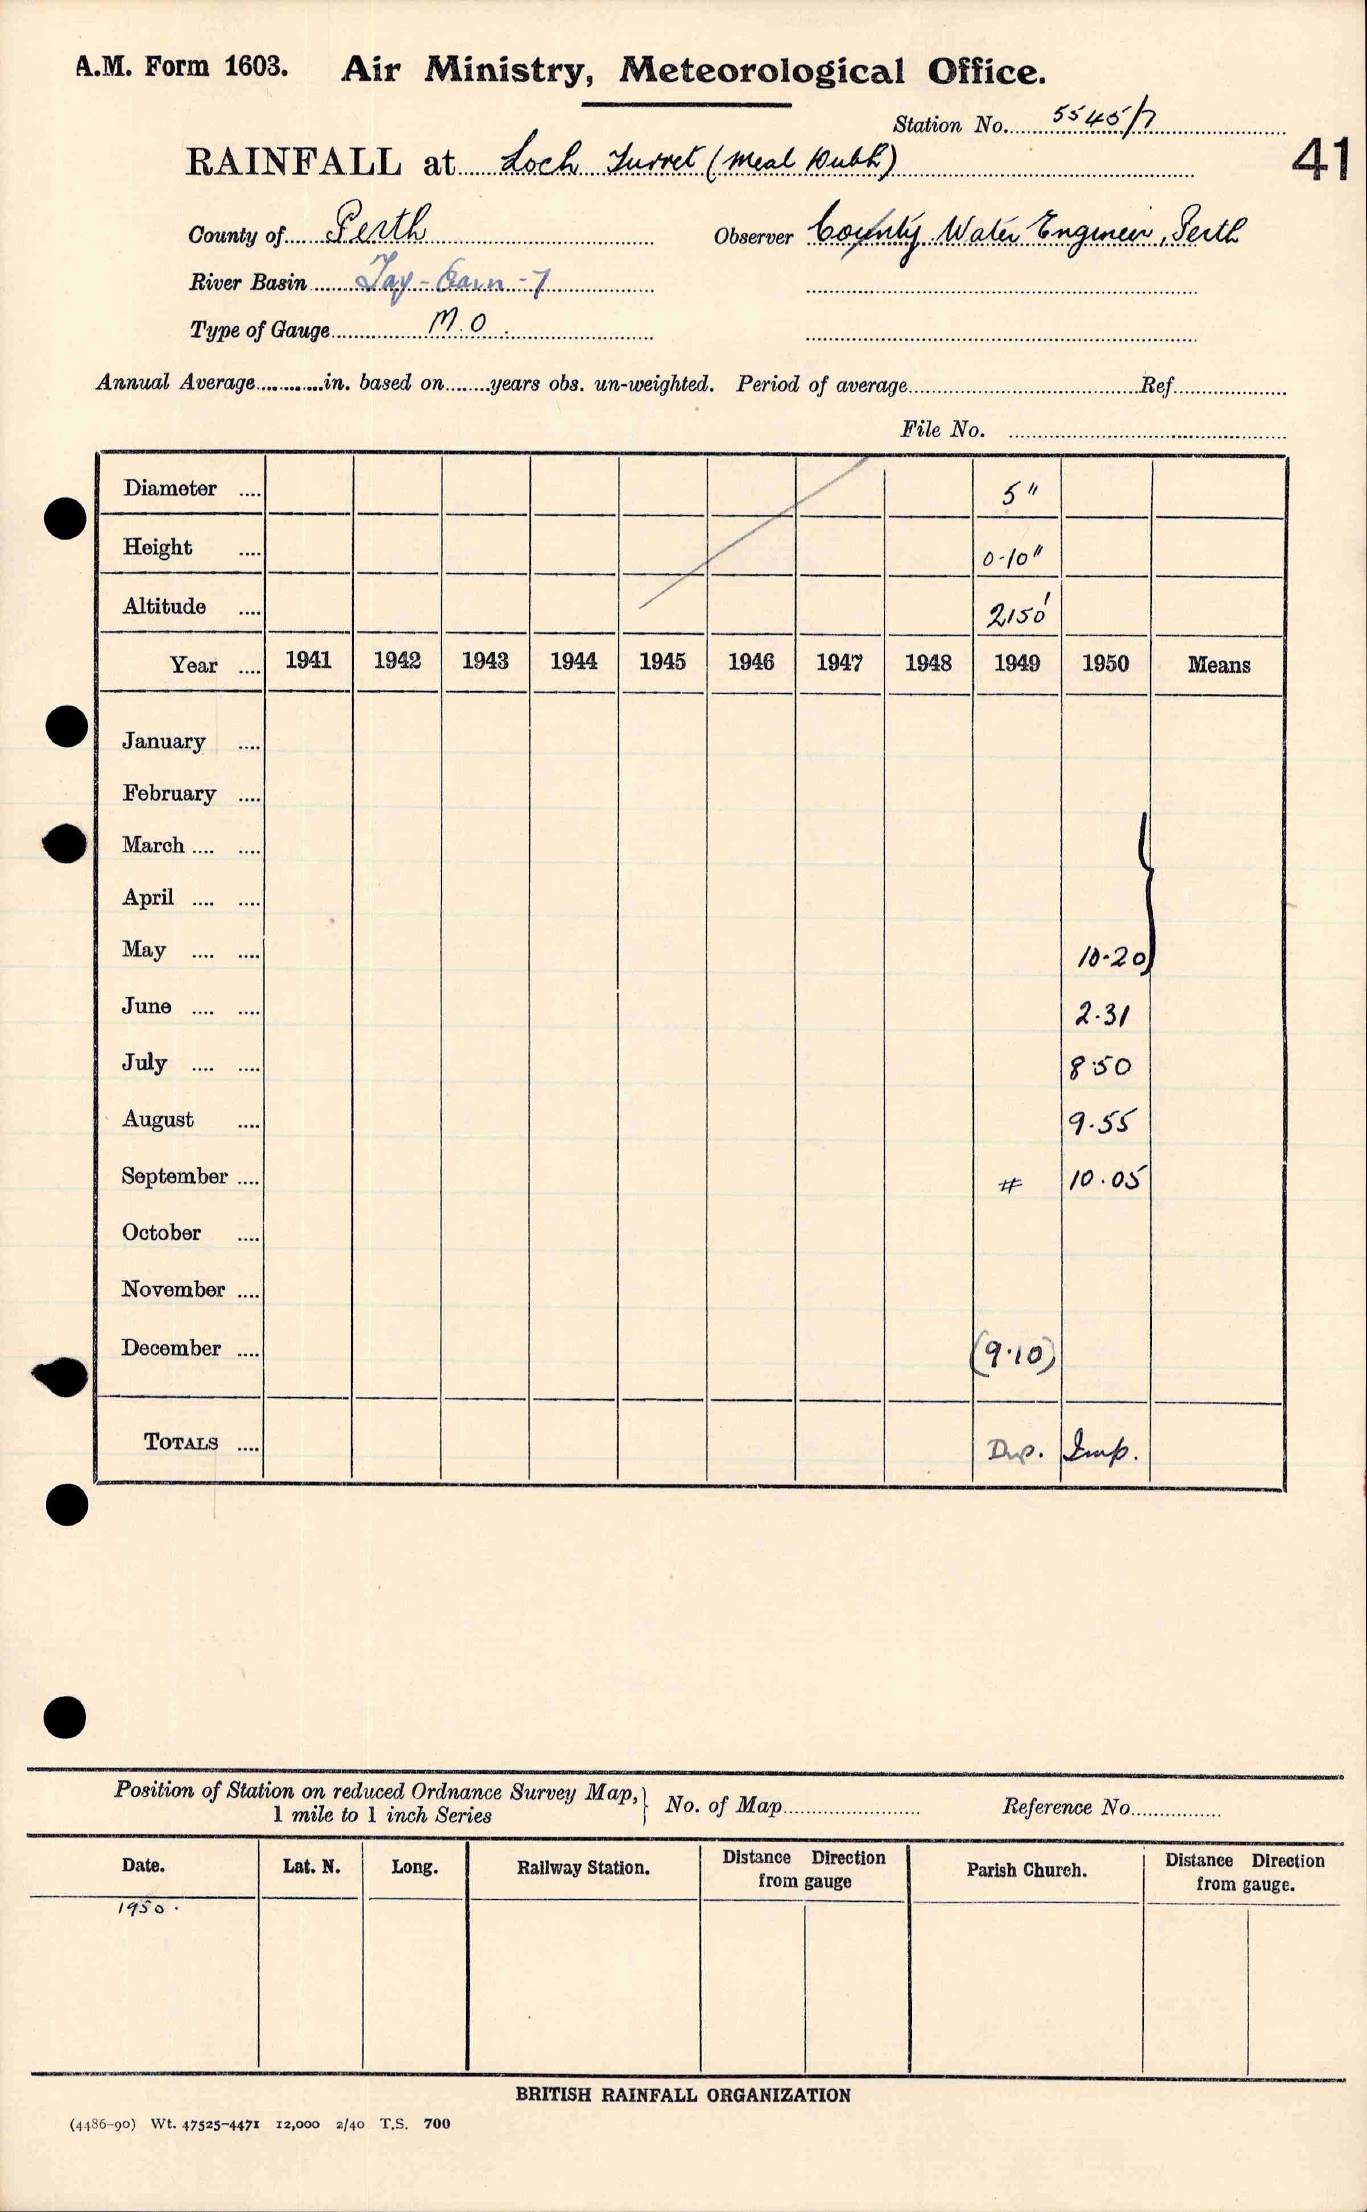 A.M. Form 1603. Air Ministry, Meteorological Office.
Station No. 5545/7
RAINFALL at Loch Turret (Meal Dubh)
41
County of Perth Observer County Water Engineer, Perth
River Basin Tay-Earn-7
Type of Gauge M.O.
Annual Average in. based on years obs. un-weighted. Period of average Ref
File No.
Diameter 5"
Height 0-10"
Altitude 2150'
Year 1941 1942 1943 1944 1945 1946 1947 1948 1949 1950 Means
January
February
March
April
May 10.20 }
June 2.31
July 8.50
August 9.55
September # 10.05
October
November
December (9.10)
TOTALS Imp.
Position of Station on reduced Ordnance Survey Map, } No. of Map Reference No.
1 mile to 1 inch Series
Date. Lat. N. Long. Railway Station. Distance Direction from gauge Parish Church. Distance Direction from gauge.
1950.
BRITISH RAINFALL ORGANIZATION
(4486-90) Wt. 47525-4471 12,000 2/40 T.S. 700